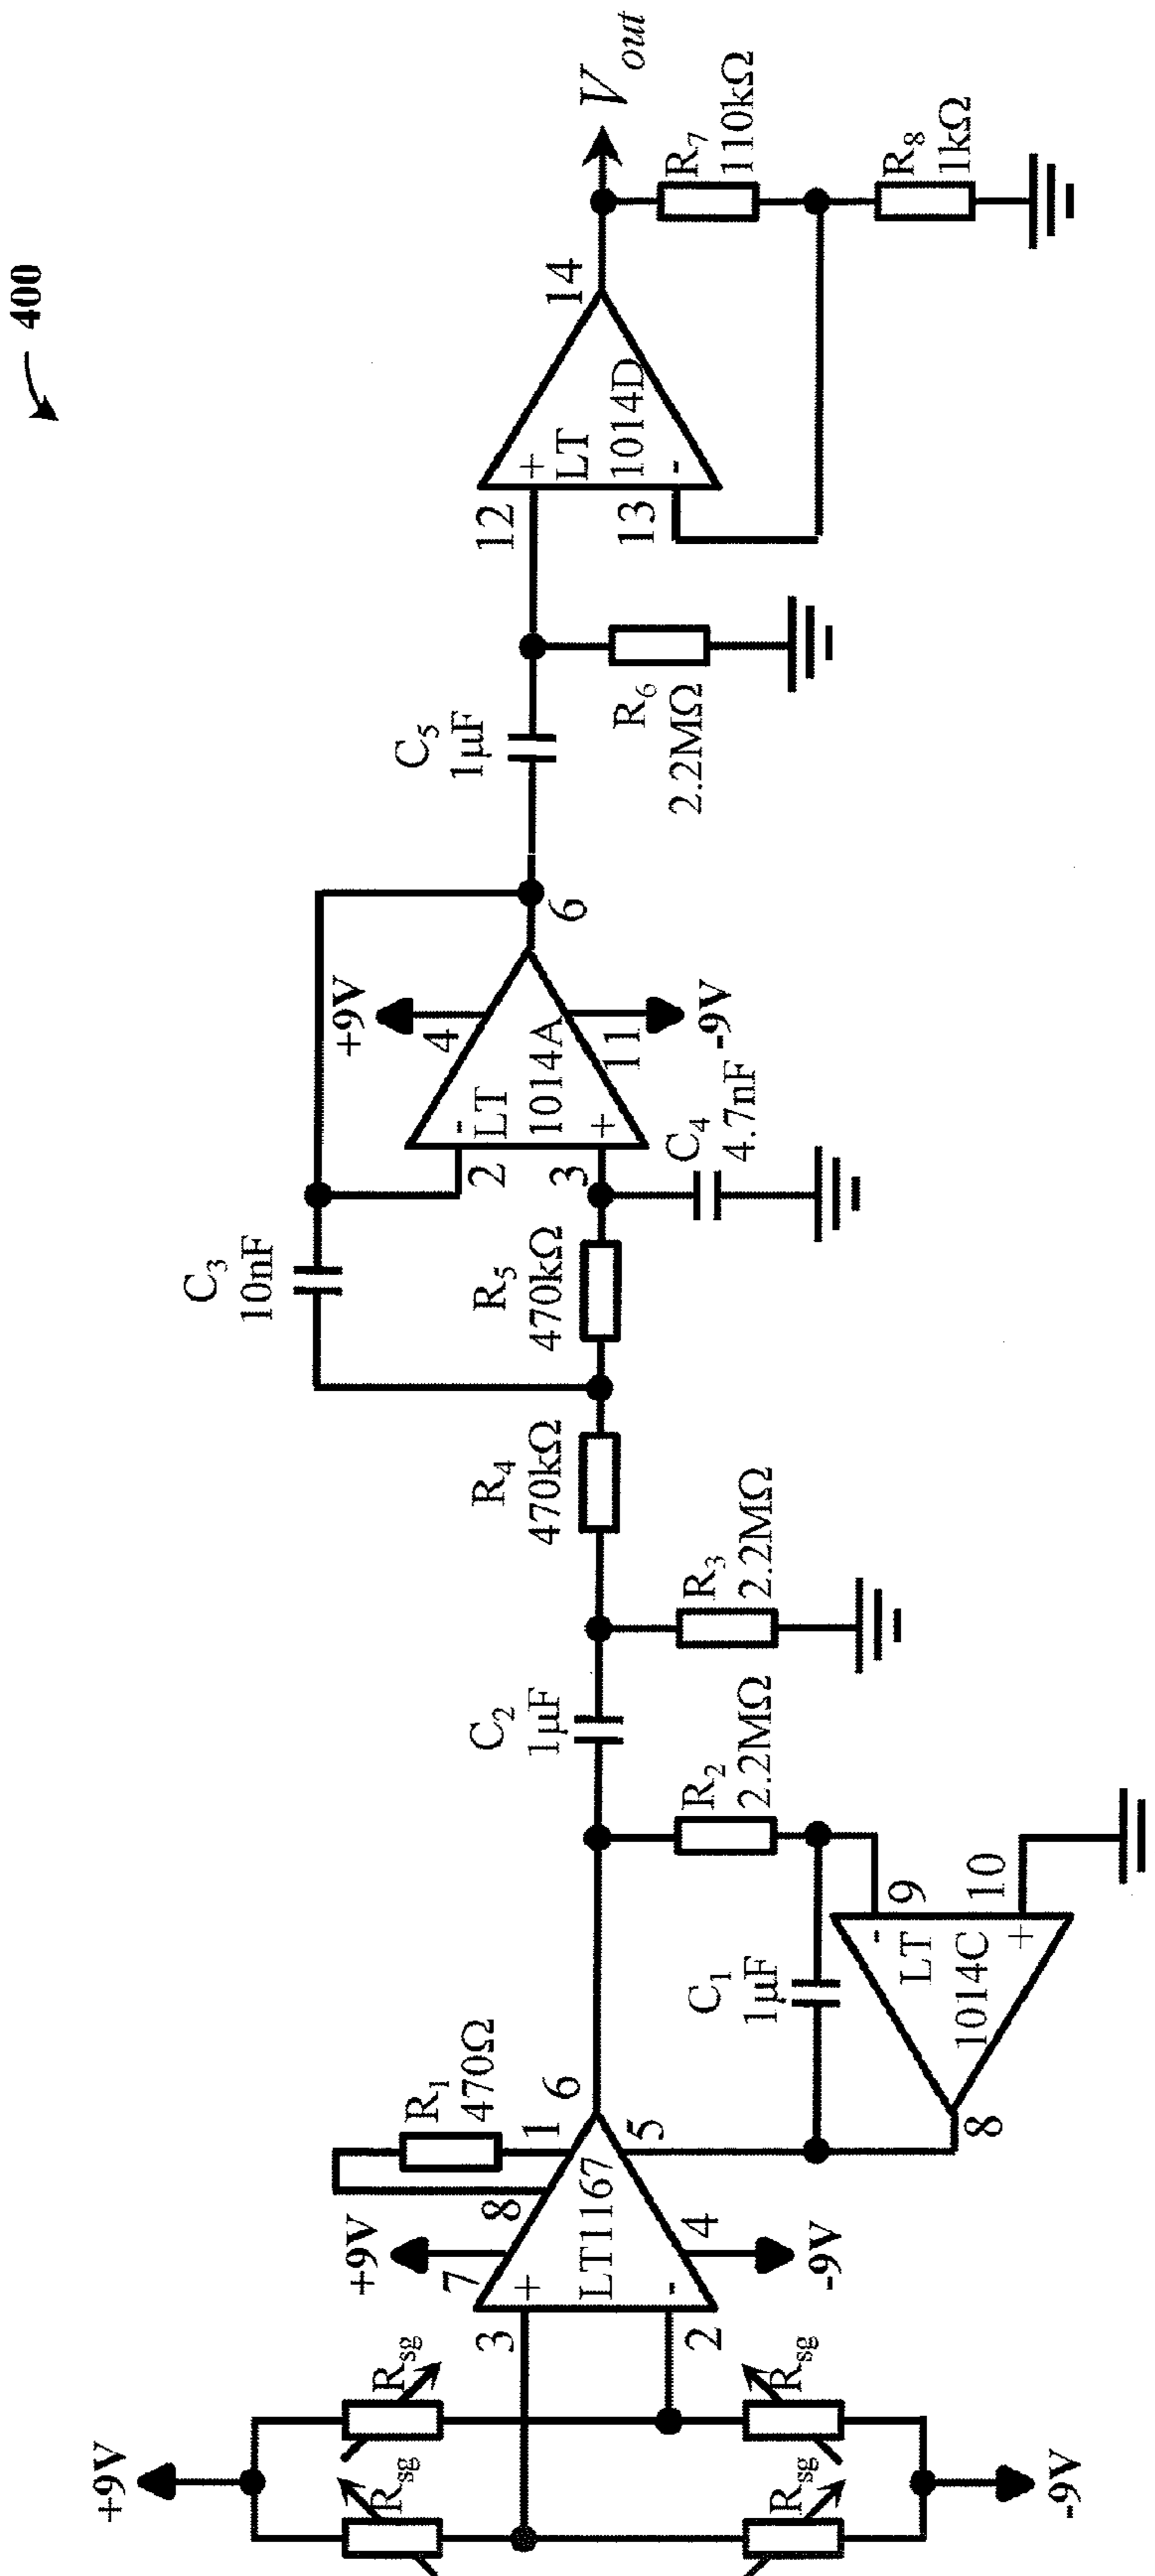 400
+9V
R_sg
R_sg
R_sg
R_sg
-9V
3
2
+
-
LT1167
7
+9V
4
-9V
8
1
R_1
470Ω
6
5
C_1
1µF
8
LT
1014C
-
+
9
10
R_2
2.2MΩ
C_2
1µF
R_3
2.2MΩ
R_4
470kΩ
C_3
10nF
R_5
470kΩ
2
3
-
+
LT
1014A
4
+9V
11
-9V
C_4
4.7nF
6
C_5
1µF
R_6
2.2MΩ
12
13
+
-
LT
1014D
14
V_out
R_7
110kΩ
R_8
1kΩ